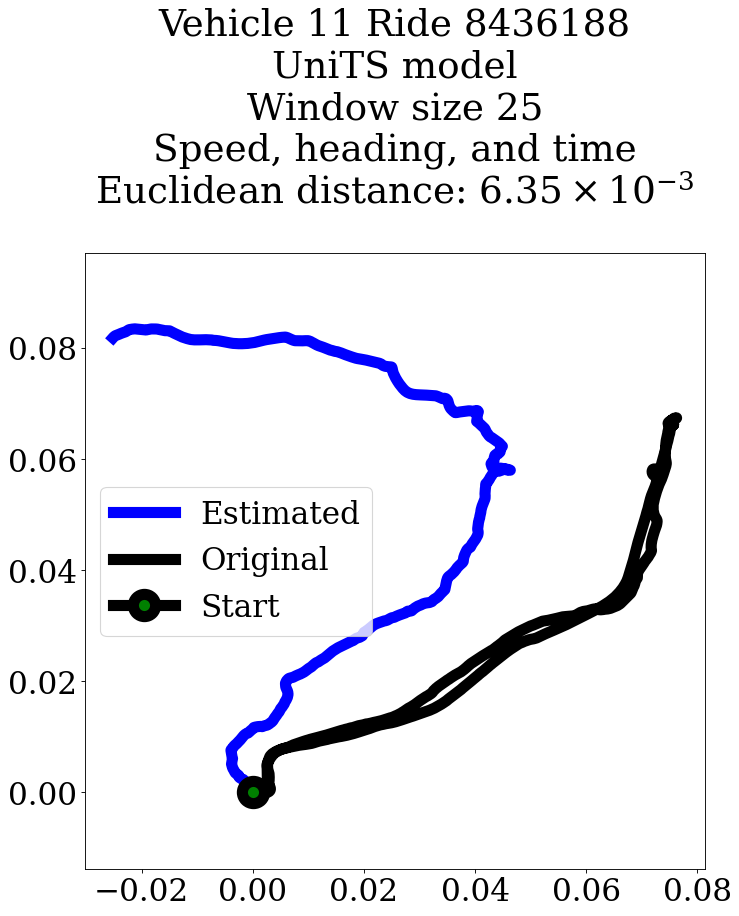 Vehicle 11 Ride 8436188
UniTS model
Window size 25
Speed, heading, and time
Euclidean distance: 6.35 × 10⁻³
0.08
0.06
Estimated
Original
0.04
Start
0.02
0.00
−0.02 0.00 0.02 0.04 0.06 0.08